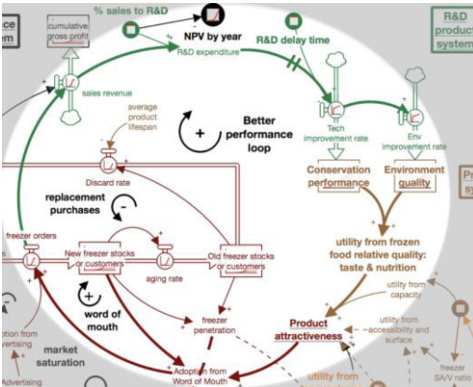 % sales to R&D
NPV by year
R&D
product
system
cumulative
gross profit
R&D expenditure
R&D delay time
sales revenue
average
product
lifespan
+
Better
performance
loop
Tech
improvement rate
Env
improvement rate
Discard rate
Conservation
performance
Environment
quality
replacement
purchases
-
freezer orders
New freezer stocks
or customers
aging rate
Old freezer stocks
or customers
utility from frozen
food relative quality:
taste & nutrition
+
word of
mouth
utility from
capacity
freezer
penetration
Product
attractiveness
utility from
accessibility and
surface
market
saturation
Adoption from
Word of Mouth
utility from
freezer
SA/V ratio
Advertising